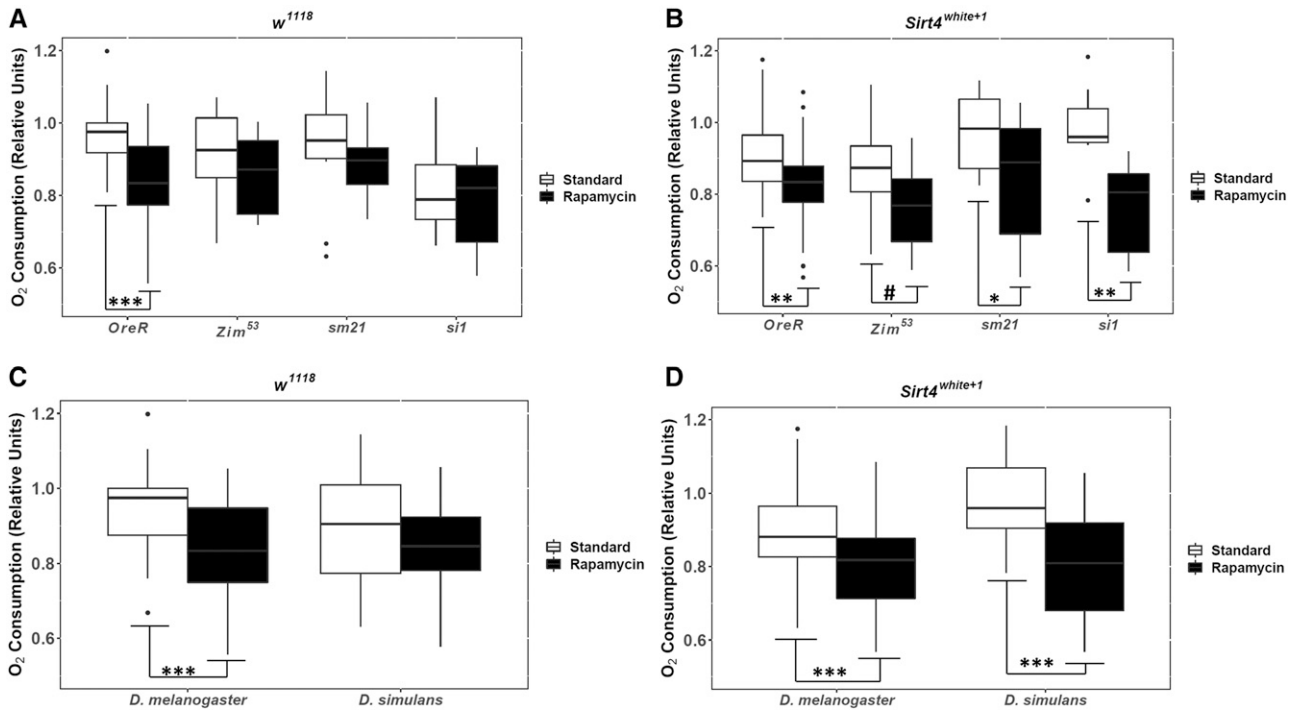 A
w1118
O2 Consumption (Relative Units)
1.2
1.0
0.8
0.6
***
OreR
Zim53
sm21
si1
Standard
Rapamycin
B
Sirt4white+1
O2 Consumption (Relative Units)
1.2
1.0
0.8
0.6
**
#
*
**
OreR
Zim53
sm21
si1
Standard
Rapamycin
C
w1118
O2 Consumption (Relative Units)
1.2
1.0
0.8
0.6
***
D. melanogaster
D. simulans
Standard
Rapamycin
D
Sirt4white+1
O2 Consumption (Relative Units)
1.2
1.0
0.8
0.6
***
***
D. melanogaster
D. simulans
Standard
Rapamycin